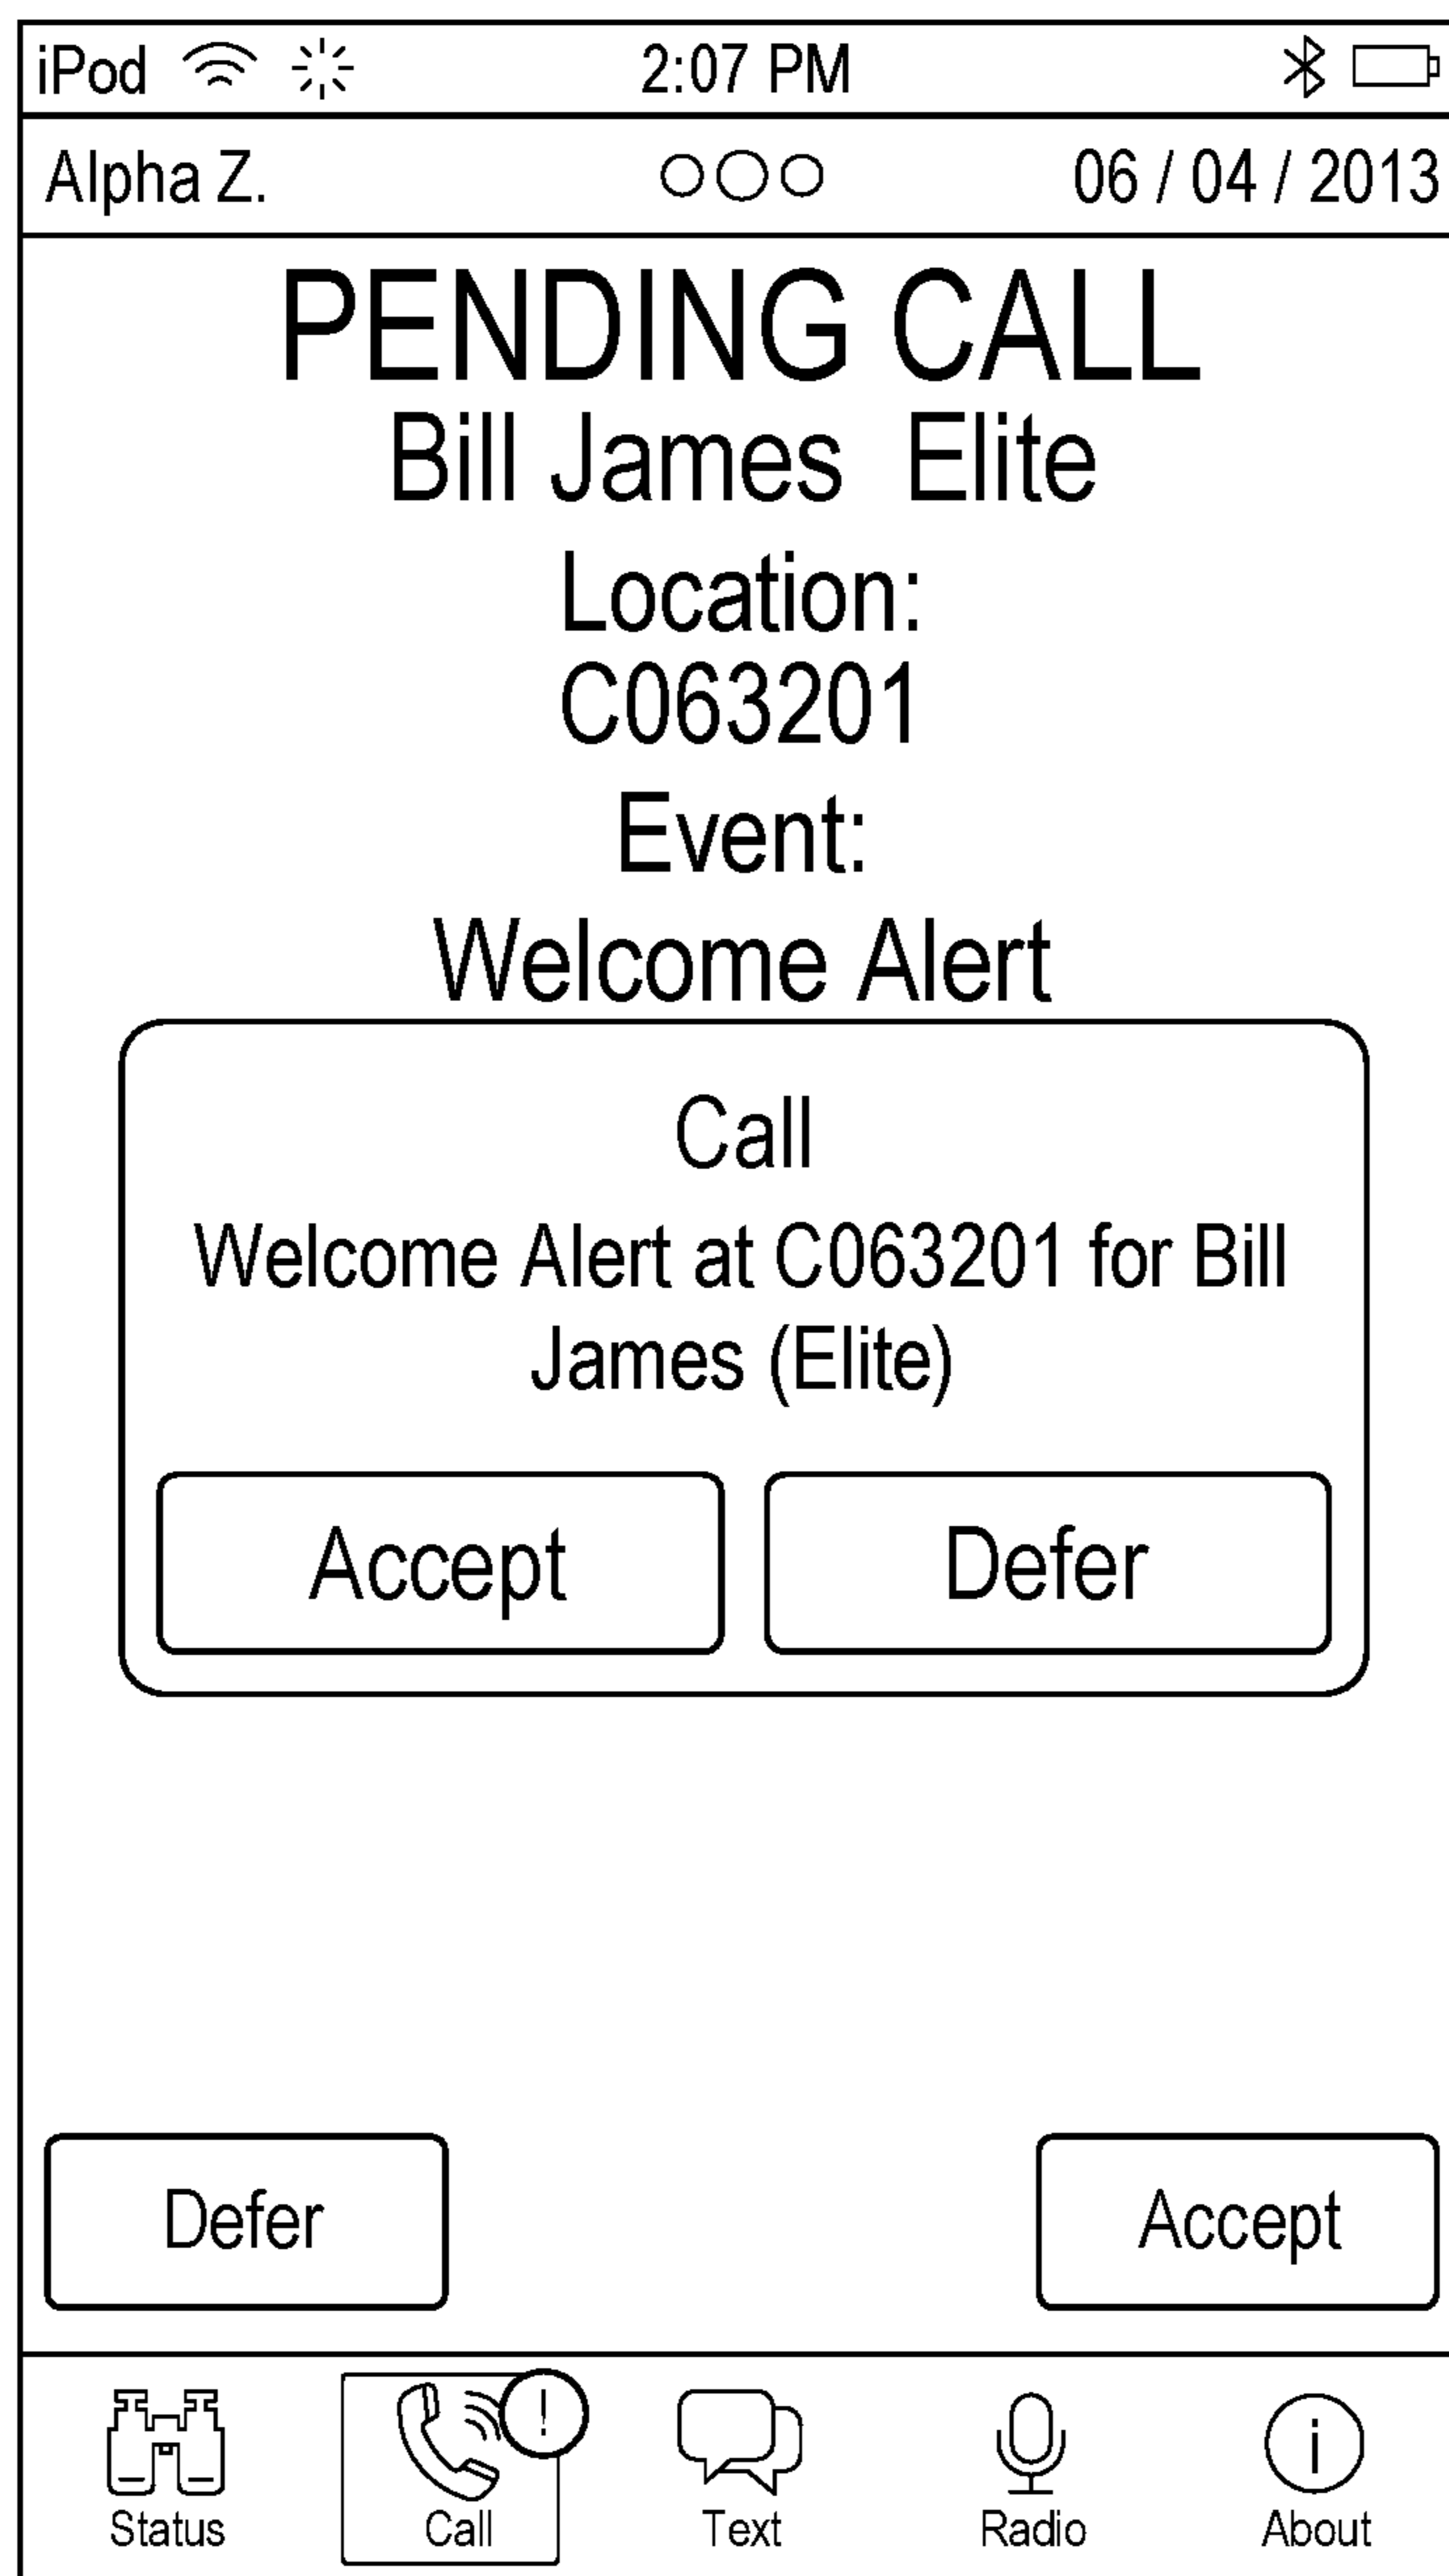 iPod 2:07 PM
Alpha Z. 06 / 04 / 2013
PENDING CALL
Bill James Elite
Location:
C063201
Event:
Welcome Alert
Call
Welcome Alert at C063201 for Bill
James (Elite)
Accept Defer
Defer Accept
!
i
Status Call Text Radio About